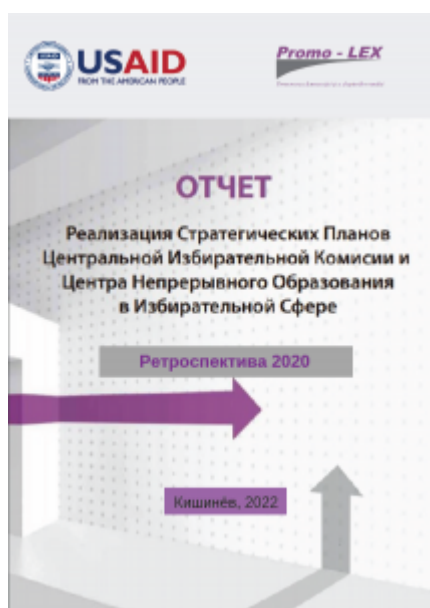 USAID
FROM THE AMERICAN PEOPLE
Promo - LEX
ОТЧЕТ
Реализация Стратегических Планов
Центральной Избирательной Комисии и
Центра Непрерывного Образования
в Избирательной Сфере
Ретроспектива 2020
Кишинёв, 2022